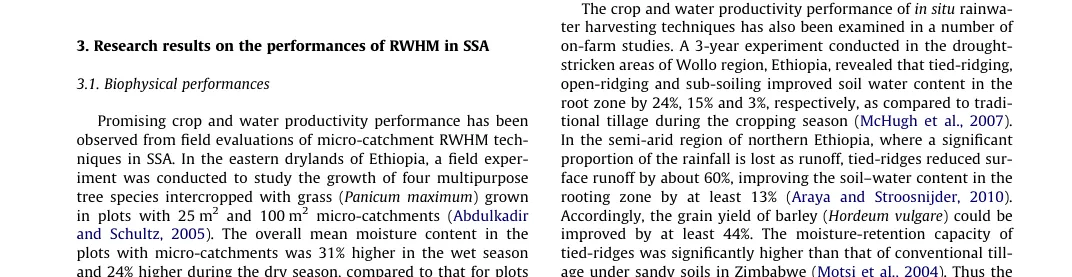 3. Research results on the performances of RWHM in SSA
3.1. Biophysical performances
Promising crop and water productivity performance has been
observed from field evaluations of micro-catchment RWHM tech-
niques in SSA. In the eastern drylands of Ethiopia, a field exper-
iment was conducted to study the growth of four multipurpose
tree species intercropped with grass (Panicum maximum) grown
in plots with 25 m² and 100 m² micro-catchments (Abdulkadir
and Schultz, 2005). The overall mean moisture content in the
plots with micro-catchments was 31% higher in the wet season
and 24% higher during the dry season, compared to that for plots
The crop and water productivity performance of in situ rainwa-
ter harvesting techniques has also been examined in a number of
on-farm studies. A 3-year experiment conducted in the drought-
stricken areas of Wollo region, Ethiopia, revealed that tied-ridging,
open-ridging and sub-soiling improved soil water content in the
root zone by 24%, 15% and 3%, respectively, as compared to tradi-
tional tillage during the cropping season (McHugh et al., 2007).
In the semi-arid region of northern Ethiopia, where a significant
proportion of the rainfall is lost as runoff, tied-ridges reduced sur-
face runoff by about 60%, improving the soil–water content in the
rooting zone by at least 13% (Araya and Stroosnijder, 2010).
Accordingly, the grain yield of barley (Hordeum vulgare) could be
improved by at least 44%. The moisture-retention capacity of
tied-ridges was significantly higher than that of conventional till-
age under sandy soils in Zimbabwe (Motsi et al., 2004). Thus the